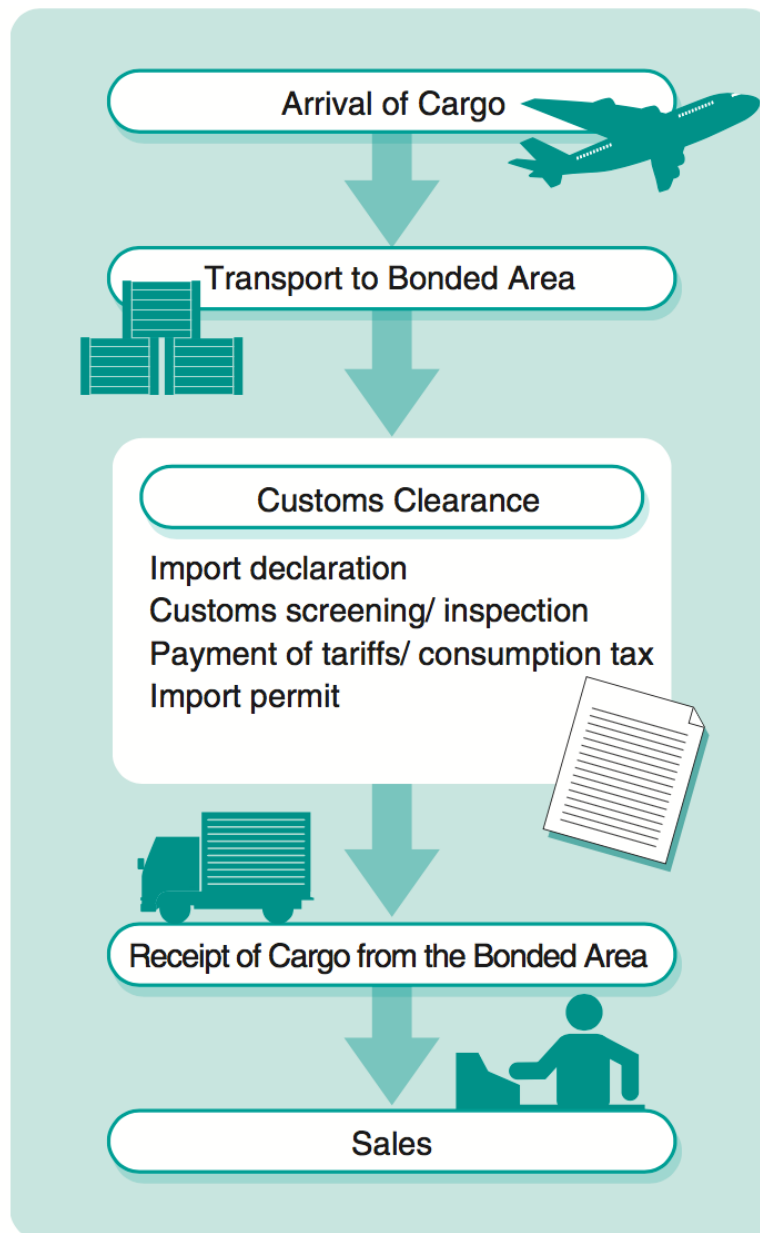 Arrival of Cargo
Transport to Bonded Area
Customs Clearance
Import declaration
Customs screening/ inspection
Payment of tariffs/ consumption tax
Import permit
Receipt of Cargo from the Bonded Area
Sales